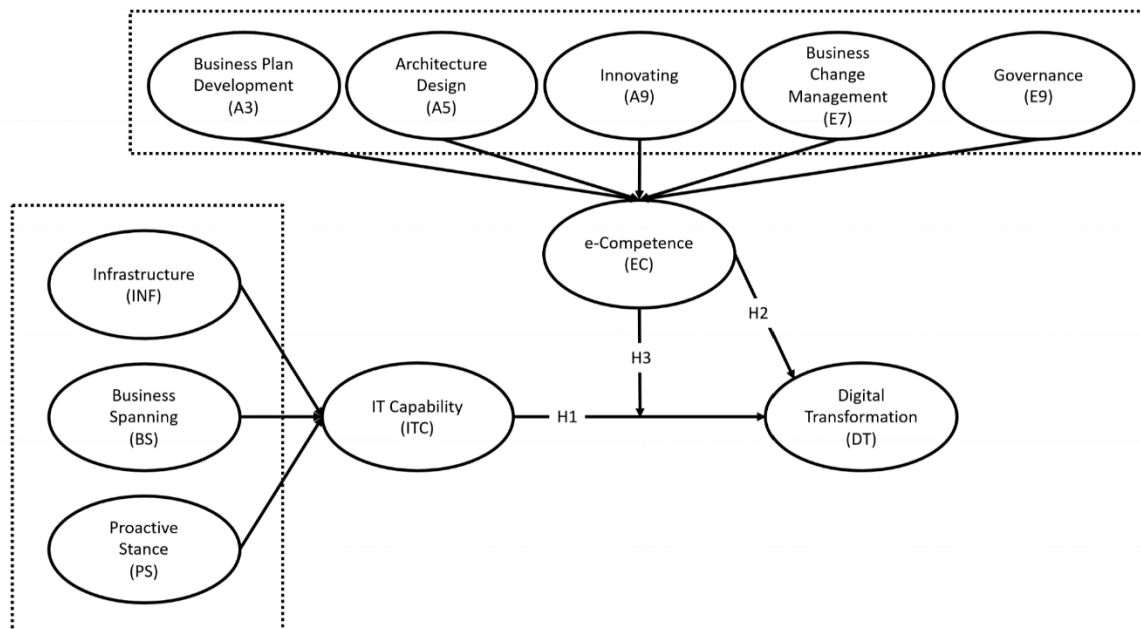 Business Plan
Development
(A3)
Architecture
Design
(A5)
Innovating
(A9)
Business
Change
Management
(E7)
Governance
(E9)
e-Competence
(EC)
Infrastructure
(INF)
H2
H3
Business
Spanning
(BS)
IT Capability
(ITC)
H1
Digital
Transformation
(DT)
Proactive
Stance
(PS)